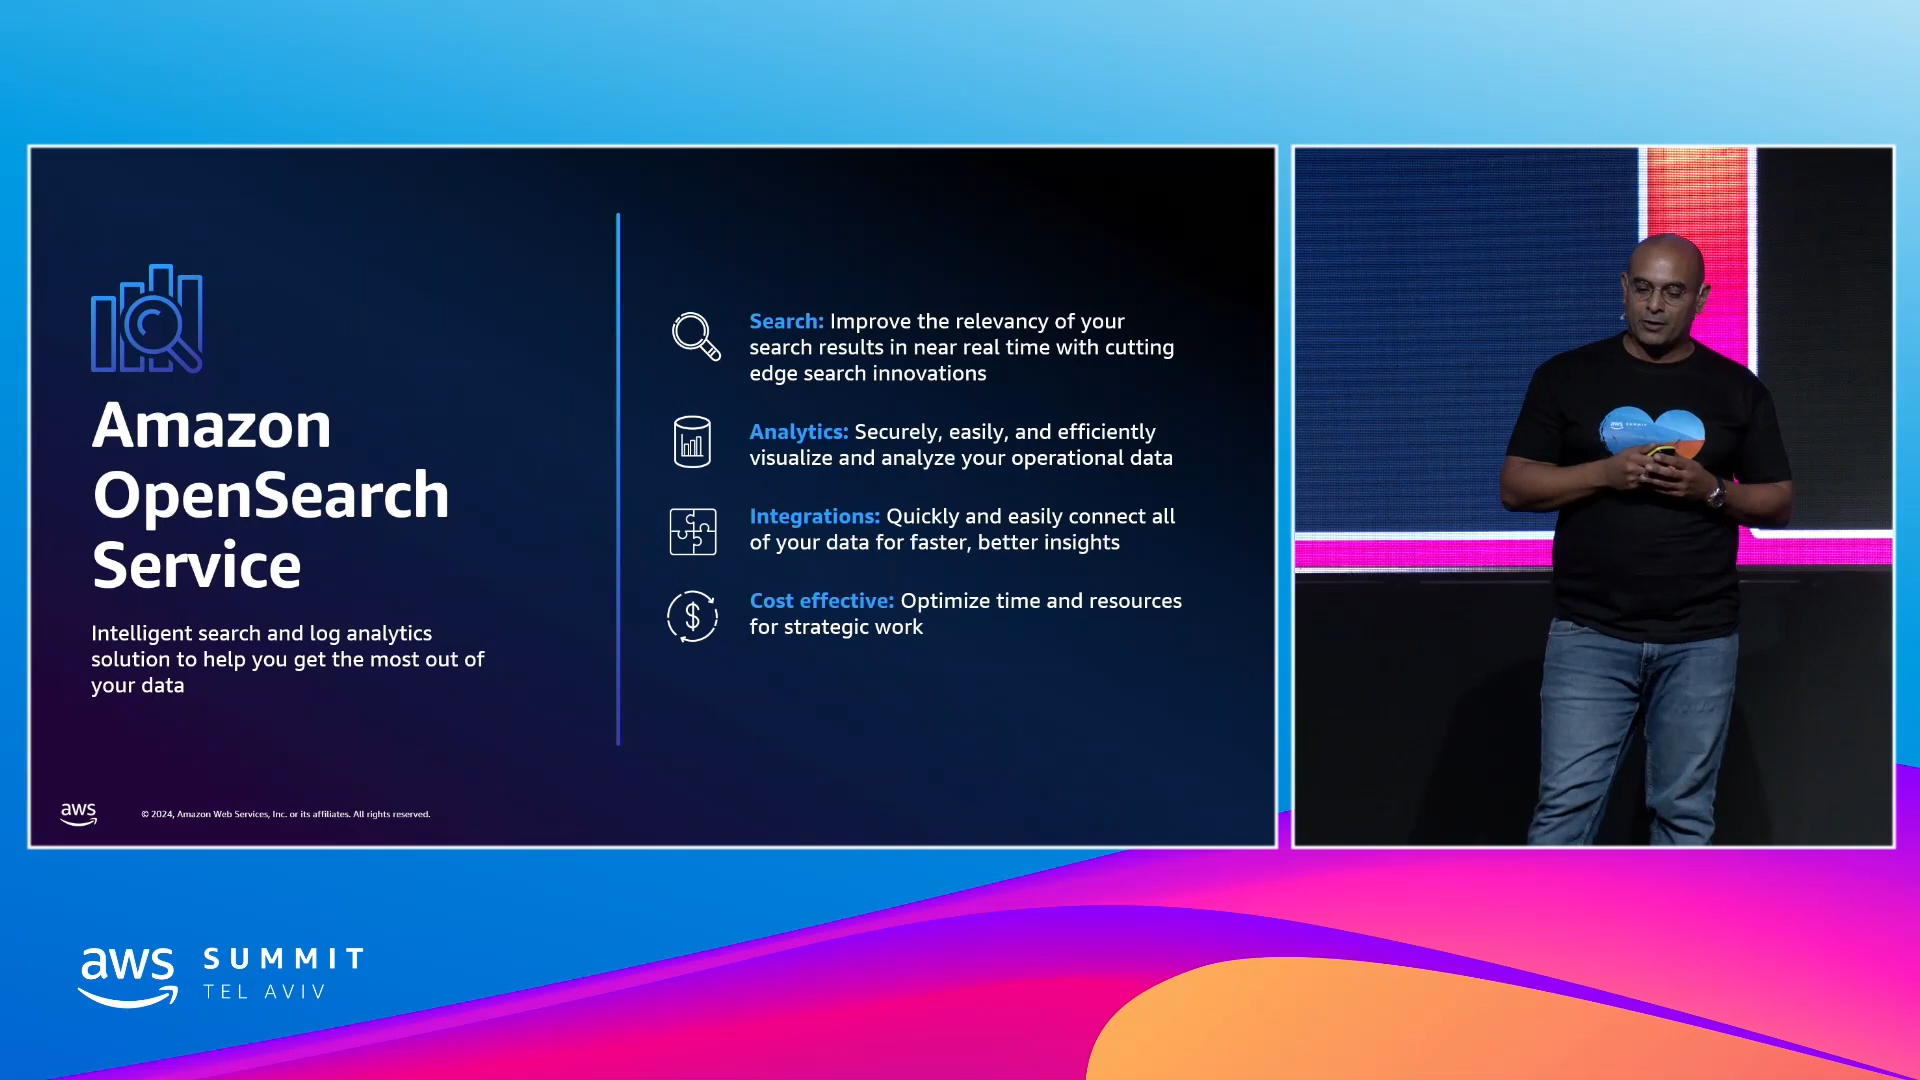 Amazon
OpenSearch
Service
Intelligent search and log analytics
solution to help you get the most out of
your data
Search: Improve the relevancy of your
search results in near real time with cutting
edge search innovations
Analytics: Securely, easily, and efficiently
visualize and analyze your operational data
Integrations: Quickly and easily connect all
of your data for faster, better insights
Cost effective: Optimize time and resources
for strategic work
aws
© 2024, Amazon Web Services, Inc. or its affiliates. All rights reserved.
aws SUMMIT
aws SUMMIT
TEL AVIV